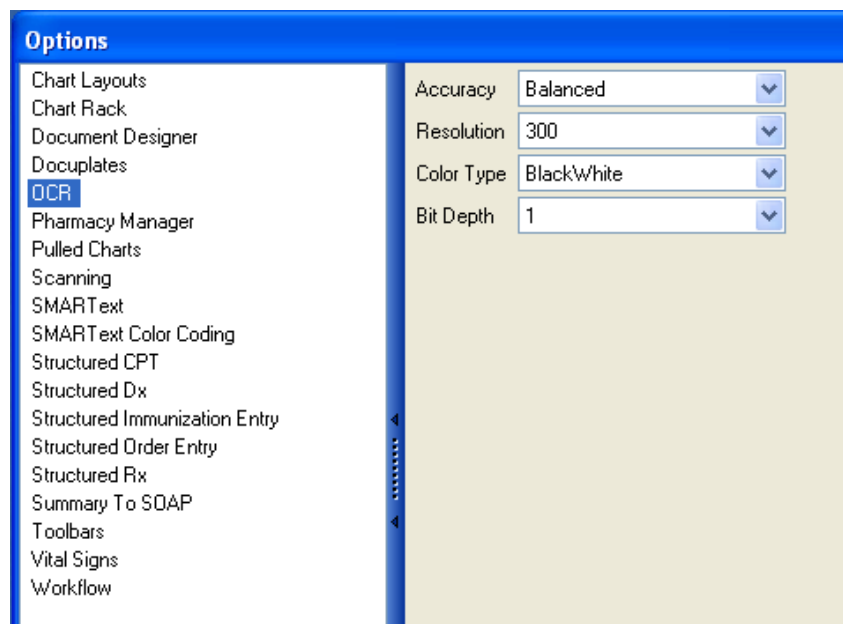 Options
Chart Layouts
Chart Rack
Document Designer
Docuplates
OCR
Pharmacy Manager
Pulled Charts
Scanning
SMARText
SMARText Color Coding
Structured CPT
Structured Dx
Structured Immunization Entry
Structured Order Entry
Structured Rx
Summary To SOAP
Toolbars
Vital Signs
Workflow
Accuracy Balanced
Resolution 300
Color Type BlackWhite
Bit Depth 1